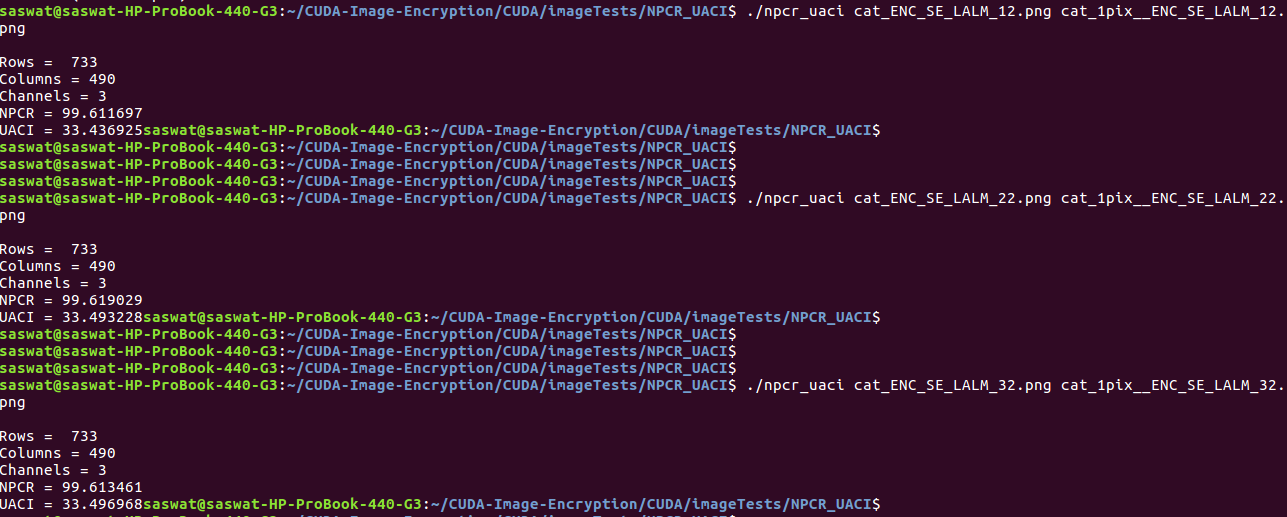 saswat@saswat-HP-ProBook-440-G3:~/CUDA-Image-Encryption/CUDA/imageTests/NPCR_UACI$ ./npcr_uaci cat_ENC_SE_LALM_12.png cat_1pix__ENC_SE_LALM_12.
png
Rows =  733
Columns = 490
Channels = 3
NPCR = 99.611697
UACI = 33.436925saswat@saswat-HP-ProBook-440-G3:~/CUDA-Image-Encryption/CUDA/imageTests/NPCR_UACI$
saswat@saswat-HP-ProBook-440-G3:~/CUDA-Image-Encryption/CUDA/imageTests/NPCR_UACI$
saswat@saswat-HP-ProBook-440-G3:~/CUDA-Image-Encryption/CUDA/imageTests/NPCR_UACI$
saswat@saswat-HP-ProBook-440-G3:~/CUDA-Image-Encryption/CUDA/imageTests/NPCR_UACI$
saswat@saswat-HP-ProBook-440-G3:~/CUDA-Image-Encryption/CUDA/imageTests/NPCR_UACI$ ./npcr_uaci cat_ENC_SE_LALM_22.png cat_1pix__ENC_SE_LALM_22.
png
Rows =  733
Columns = 490
Channels = 3
NPCR = 99.619029
UACI = 33.493228saswat@saswat-HP-ProBook-440-G3:~/CUDA-Image-Encryption/CUDA/imageTests/NPCR_UACI$
saswat@saswat-HP-ProBook-440-G3:~/CUDA-Image-Encryption/CUDA/imageTests/NPCR_UACI$
saswat@saswat-HP-ProBook-440-G3:~/CUDA-Image-Encryption/CUDA/imageTests/NPCR_UACI$
saswat@saswat-HP-ProBook-440-G3:~/CUDA-Image-Encryption/CUDA/imageTests/NPCR_UACI$
saswat@saswat-HP-ProBook-440-G3:~/CUDA-Image-Encryption/CUDA/imageTests/NPCR_UACI$ ./npcr_uaci cat_ENC_SE_LALM_32.png cat_1pix__ENC_SE_LALM_32.
png
Rows =  733
Columns = 490
Channels = 3
NPCR = 99.613461
UACI = 33.496968saswat@saswat-HP-ProBook-440-G3:~/CUDA-Image-Encryption/CUDA/imageTests/NPCR_UACI$